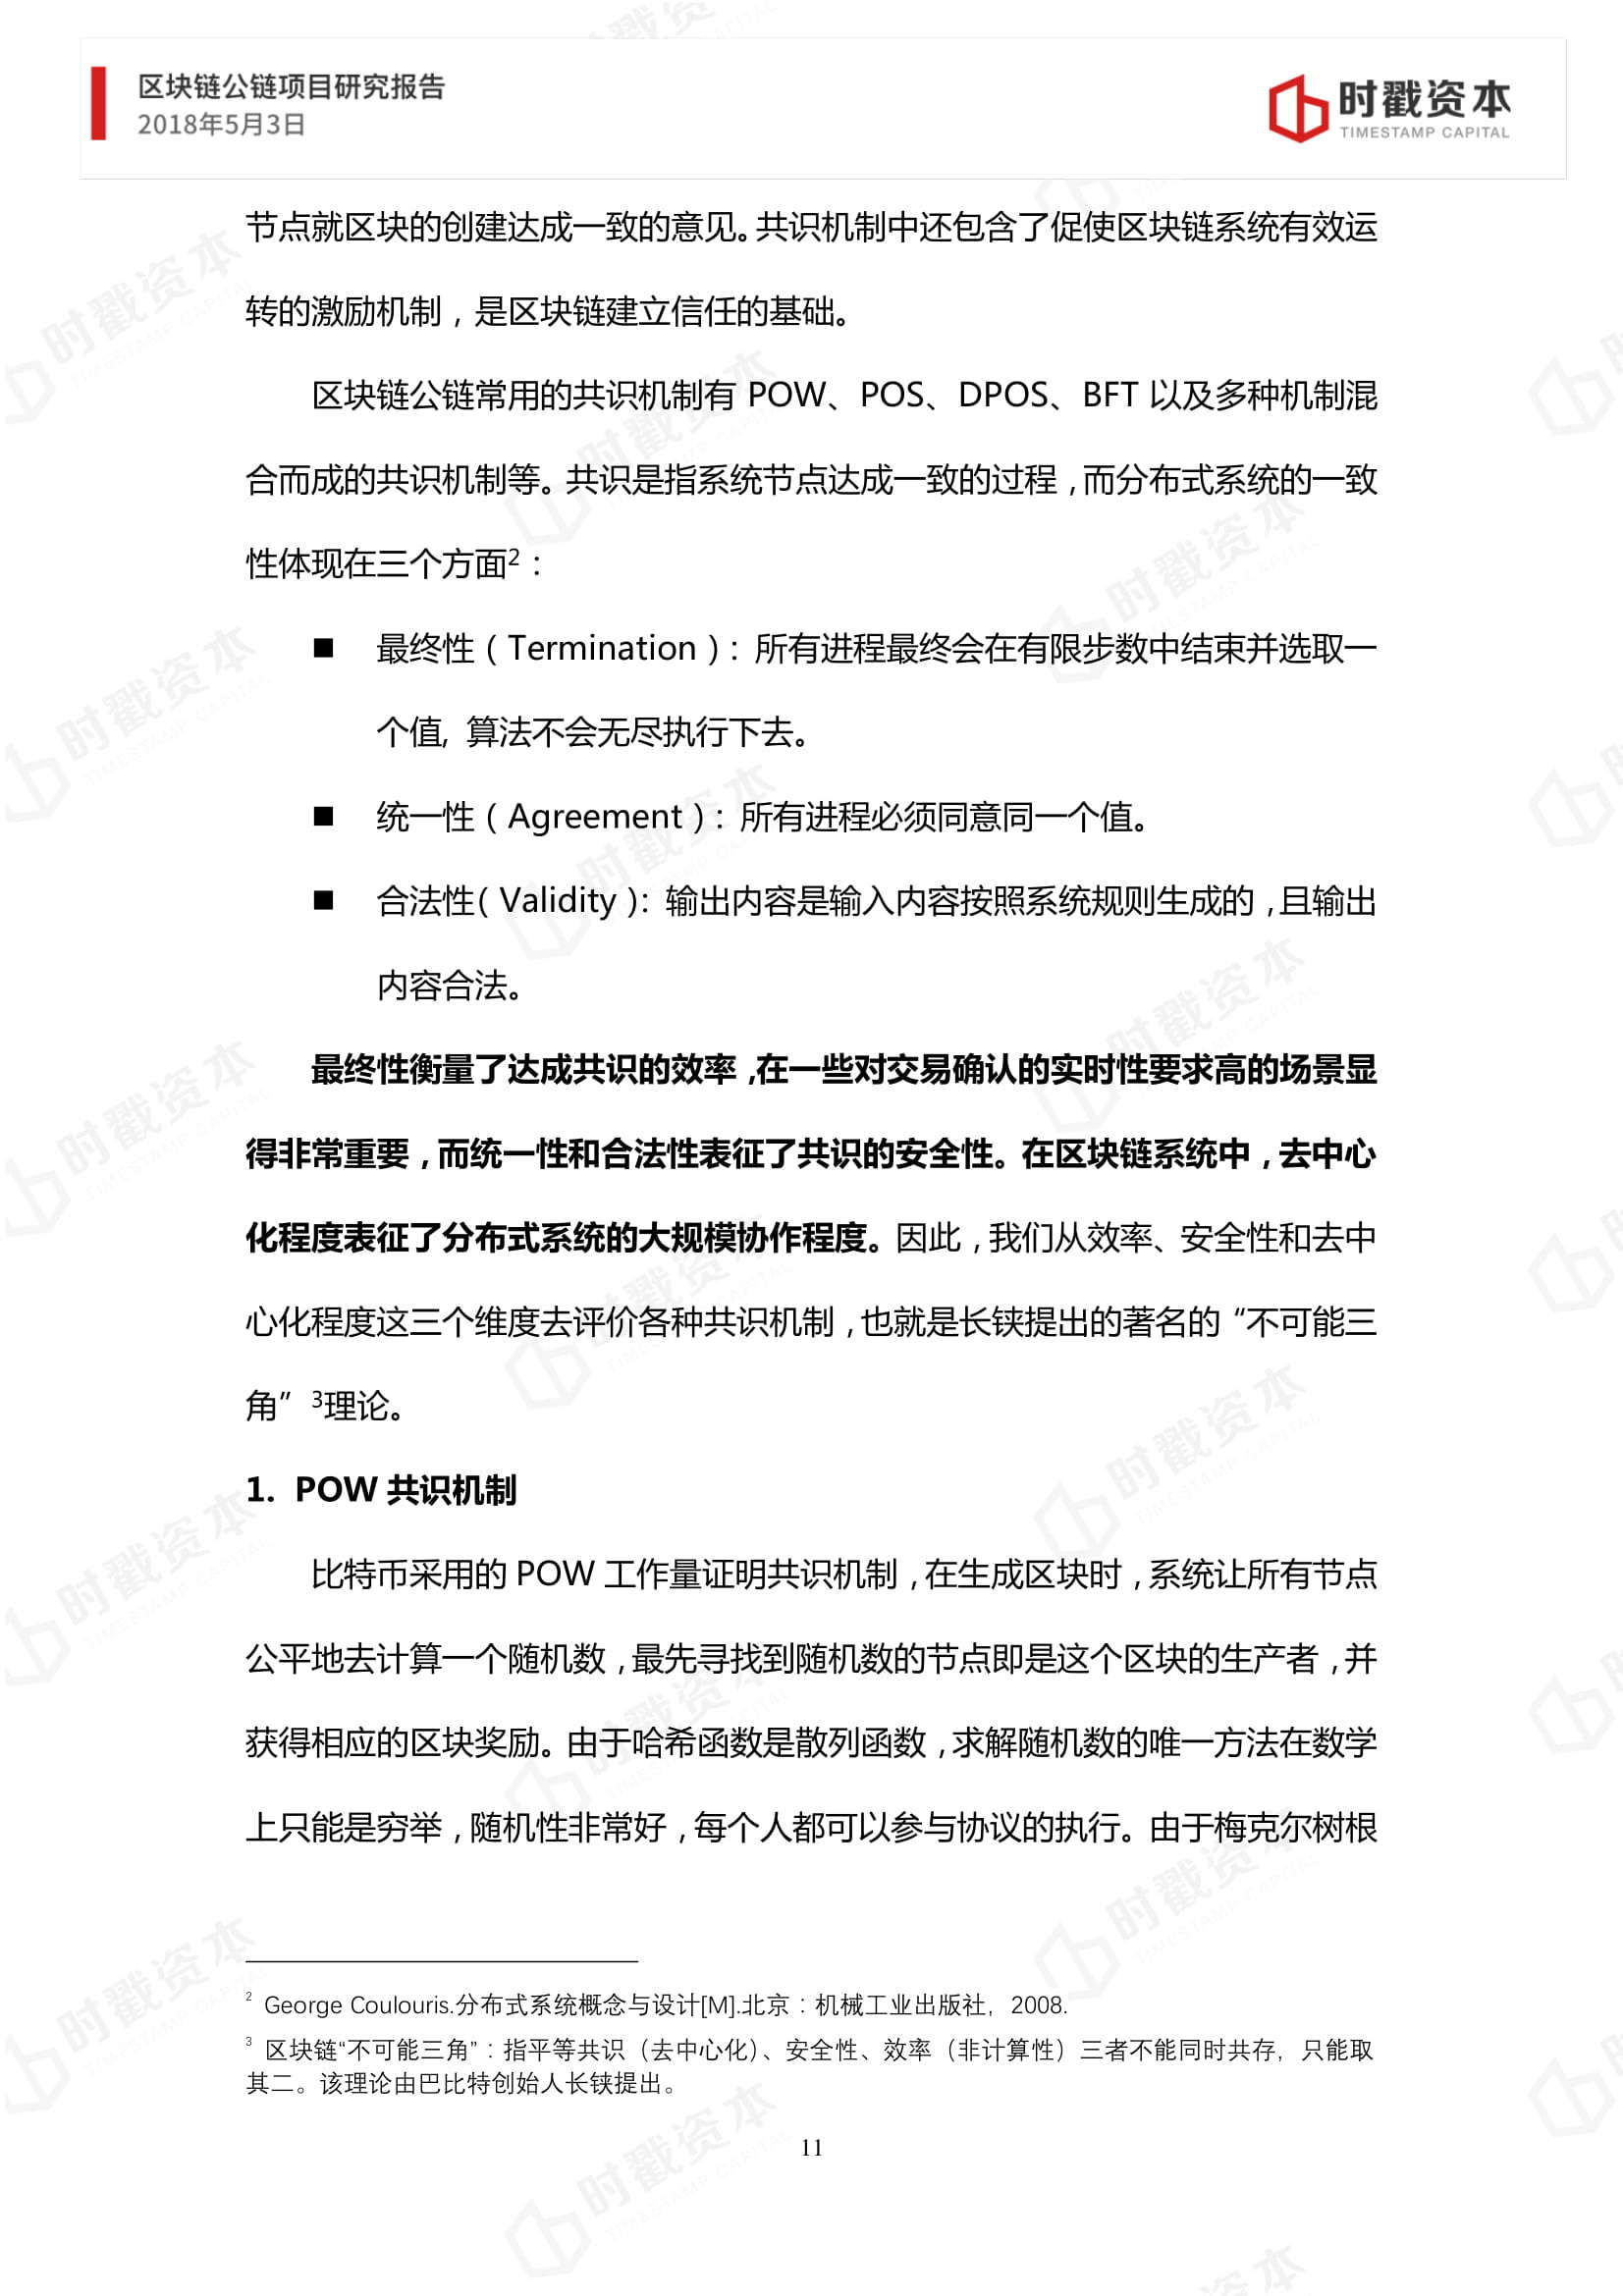 区块链公链项目研究报告
2018年5月3日
时戳资本
TIMESTAMP CAPITAL
节点就区块的创建达成一致的意见。共识机制中还包含了促使区块链系统有效运
转的激励机制，是区块链建立信任的基础。
区块链公链常用的共识机制有 POW、POS、DPOS、BFT 以及多种机制混
合而成的共识机制等。共识是指系统节点达成一致的过程，而分布式系统的一致
性体现在三个方面2：
■ 最终性（Termination）：所有进程最终会在有限步数中结束并选取一
个值, 算法不会无尽执行下去。
■ 统一性（Agreement）：所有进程必须同意同一个值。
■ 合法性（Validity）：输出内容是输入内容按照系统规则生成的，且输出
内容合法。
最终性衡量了达成共识的效率，在一些对交易确认的实时性要求高的场景显
得非常重要，而统一性和合法性表征了共识的安全性。在区块链系统中，去中心
化程度表征了分布式系统的大规模协作程度。因此，我们从效率、安全性和去中
心化程度这三个维度去评价各种共识机制，也就是长铗提出的著名的“不可能三
角”3理论。
1. POW 共识机制
比特币采用的 POW 工作量证明共识机制，在生成区块时，系统让所有节点
公平地去计算一个随机数，最先寻找到随机数的节点即是这个区块的生产者，并
获得相应的区块奖励。由于哈希函数是散列函数，求解随机数的唯一方法在数学
上只能是穷举，随机性非常好，每个人都可以参与协议的执行。由于梅克尔树根
2 George Coulouris.分布式系统概念与设计[M].北京：机械工业出版社，2008.
3 区块链“不可能三角”：指平等共识（去中心化）、安全性、效率（非计算性）三者不能同时共存，只能取
其二。该理论由巴比特创始人长铗提出。
11